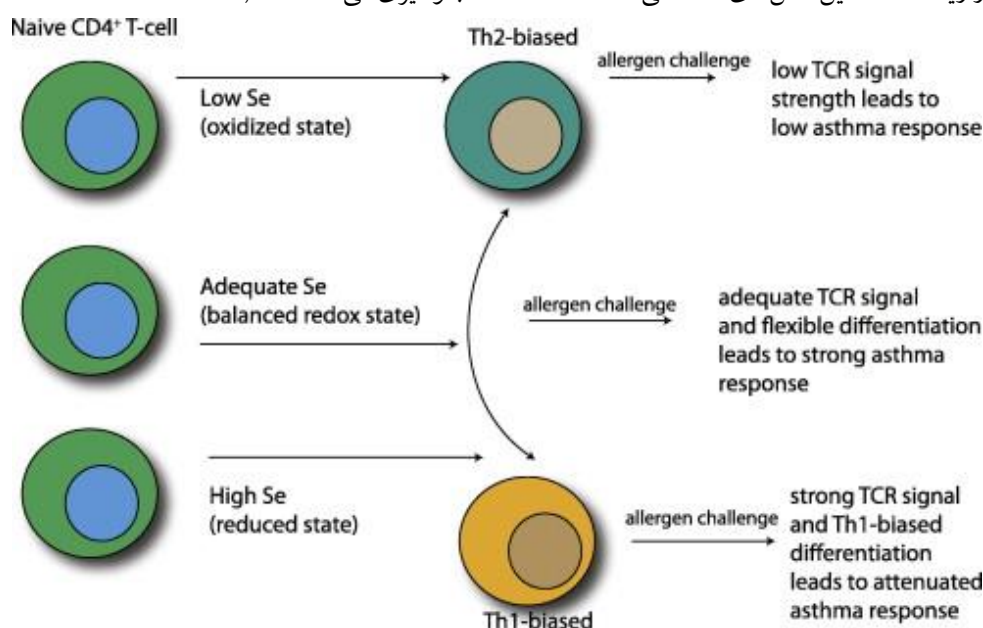 Naive CD4⁺ T-cell
Th2-biased
Low Se
(oxidized state)
allergen challenge
low TCR signal
strength leads to
low asthma response
Adequate Se
(balanced redox state)
allergen challenge
adequate TCR signal
and flexible differentiation
leads to strong asthma
response
High Se
(reduced state)
Th1-biased
allergen challenge
strong TCR signal
and Th1-biased
differentiation
leads to attenuated
asthma response